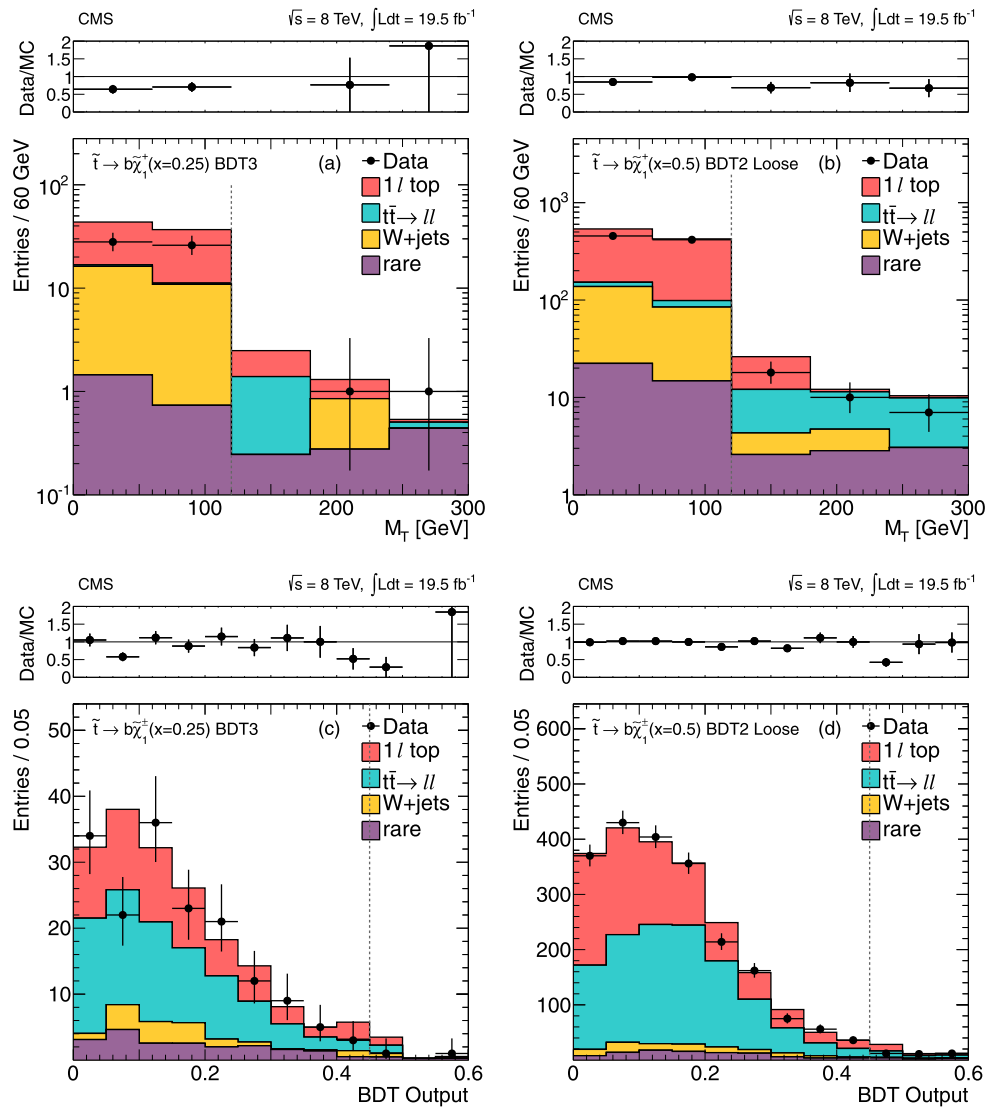 CMS √s = 8 TeV, ∫Ldt = 19.5 fb⁻¹
Data/MC
2
1.5
1
0.5
0
t̃ → bχ̃₁⁺(x=0.25) BDT3 (a)
Data
1l top
tt̄ → ll
W+jets
rare
Entries / 60 GeV
10²
10
1
10⁻¹
0 100 200 300
M_T [GeV]
CMS √s = 8 TeV, ∫Ldt = 19.5 fb⁻¹
Data/MC
2
1.5
1
0.5
0
t̃ → bχ̃₁⁺(x=0.5) BDT2 Loose (b)
Data
1l top
tt̄ → ll
W+jets
rare
Entries / 60 GeV
10³
10²
10
1
0 100 200 300
M_T [GeV]
CMS √s = 8 TeV, ∫Ldt = 19.5 fb⁻¹
Data/MC
2
1.5
1
0.5
0
t̃ → bχ̃₁±(x=0.25) BDT3 (c)
Data
1l top
tt̄ → ll
W+jets
rare
Entries / 0.05
50
40
30
20
10
0 0.2 0.4 0.6
BDT Output
CMS √s = 8 TeV, ∫Ldt = 19.5 fb⁻¹
Data/MC
2
1.5
1
0.5
0
t̃ → bχ̃₁±(x=0.5) BDT2 Loose (d)
Data
1l top
tt̄ → ll
W+jets
rare
Entries / 0.05
600
500
400
300
200
100
0 0.2 0.4 0.6
BDT Output